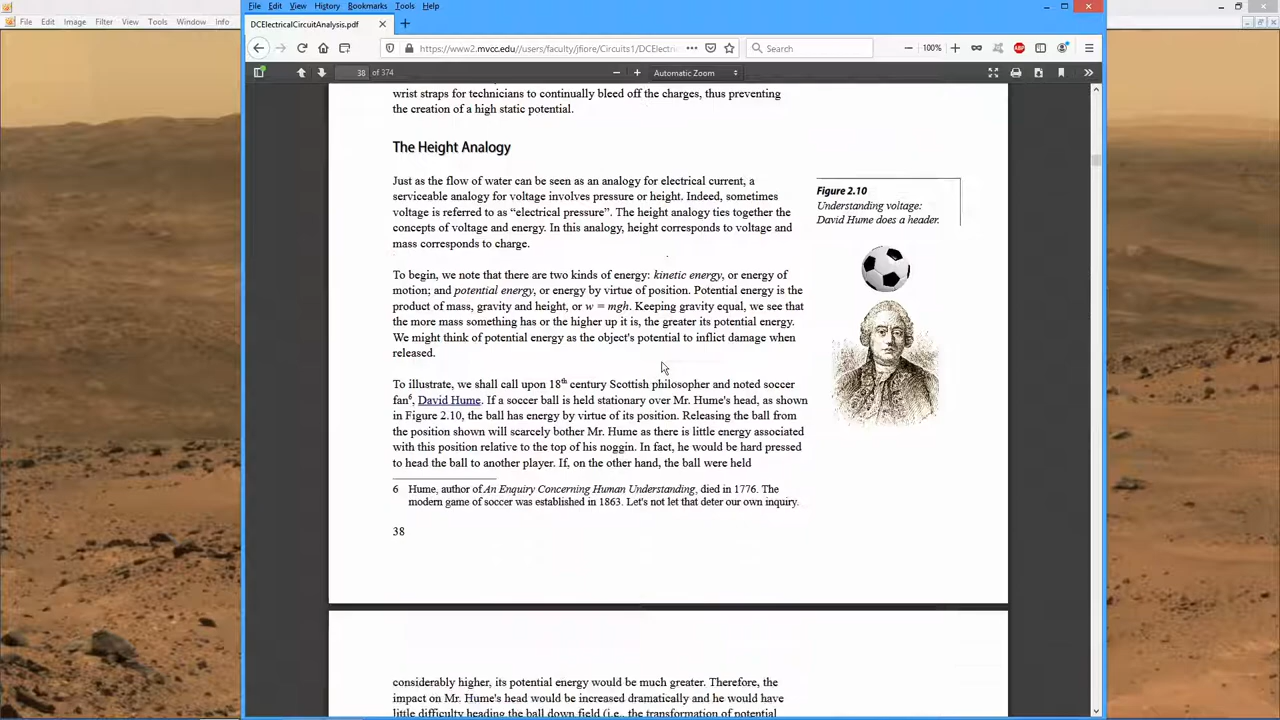 File Edit Image Filter View Tools Window Info
File Edit View History Bookmarks Tools Help
DCElectricalCircuitAnalysis.pdf
https://www2.mvcc.edu//users/faculty/jfiore/Circuits1/DCElectri
Search
100%
ABP
38 of 374
Automatic Zoom
wrist straps for technicians to continually bleed off the charges, thus preventing
the creation of a high static potential.
The Height Analogy
Just as the flow of water can be seen as an analogy for electrical current, a
serviceable analogy for voltage involves pressure or height. Indeed, sometimes
voltage is referred to as “electrical pressure”. The height analogy ties together the
concepts of voltage and energy. In this analogy, height corresponds to voltage and
mass corresponds to charge.
Figure 2.10
Understanding voltage:
David Hume does a header.
To begin, we note that there are two kinds of energy: kinetic energy, or energy of
motion; and potential energy, or energy by virtue of position. Potential energy is the
product of mass, gravity and height, or w = mgh. Keeping gravity equal, we see that
the more mass something has or the higher up it is, the greater its potential energy.
We might think of potential energy as the object's potential to inflict damage when
released.
To illustrate, we shall call upon 18th century Scottish philosopher and noted soccer
fan6, David Hume. If a soccer ball is held stationary over Mr. Hume's head, as shown
in Figure 2.10, the ball has energy by virtue of its position. Releasing the ball from
the position shown will scarcely bother Mr. Hume as there is little energy associated
with this position relative to the top of his noggin. In fact, he would be hard pressed
to head the ball to another player. If, on the other hand, the ball were held
6 Hume, author of An Enquiry Concerning Human Understanding, died in 1776. The
modern game of soccer was established in 1863. Let's not let that deter our own inquiry.
38
considerably higher, its potential energy would be much greater. Therefore, the
impact on Mr. Hume's head would be increased dramatically and he would have
little difficulty heading the ball down field (i.e., the transformation of potential